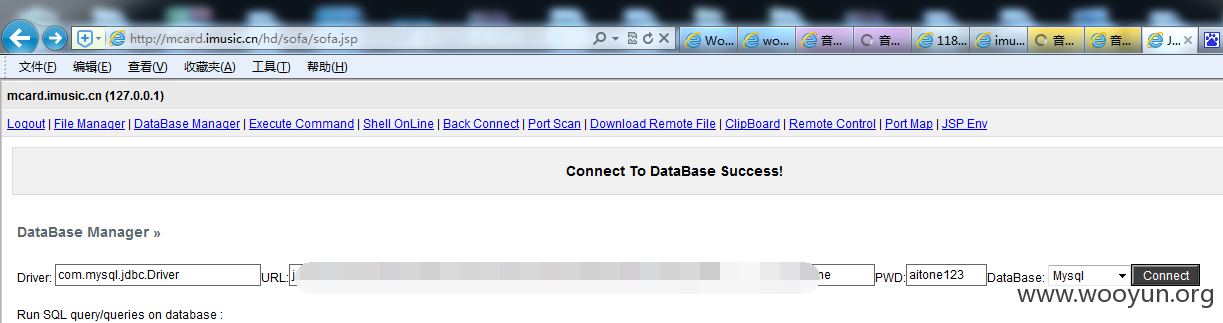 http://mcard.imusic.cn/hd/sofa/sofa.jsp Wo... wo... 音... 音... 118... imu... 音... 音... J...
文件(F) 编辑(E) 查看(V) 收藏夹(A) 工具(T) 帮助(H)
mcard.imusic.cn (127.0.0.1)
Logout | File Manager | DataBase Manager | Execute Command | Shell OnLine | Back Connect | Port Scan | Download Remote File | ClipBoard | Remote Control | Port Map | JSP Env
Connect To DataBase Success!
DataBase Manager »
Driver: com.mysql.jdbc.Driver URL: j ne PWD: aitone123 DataBase: Mysql Connect
www.wooyun.org
Run SQL query/queries on database :